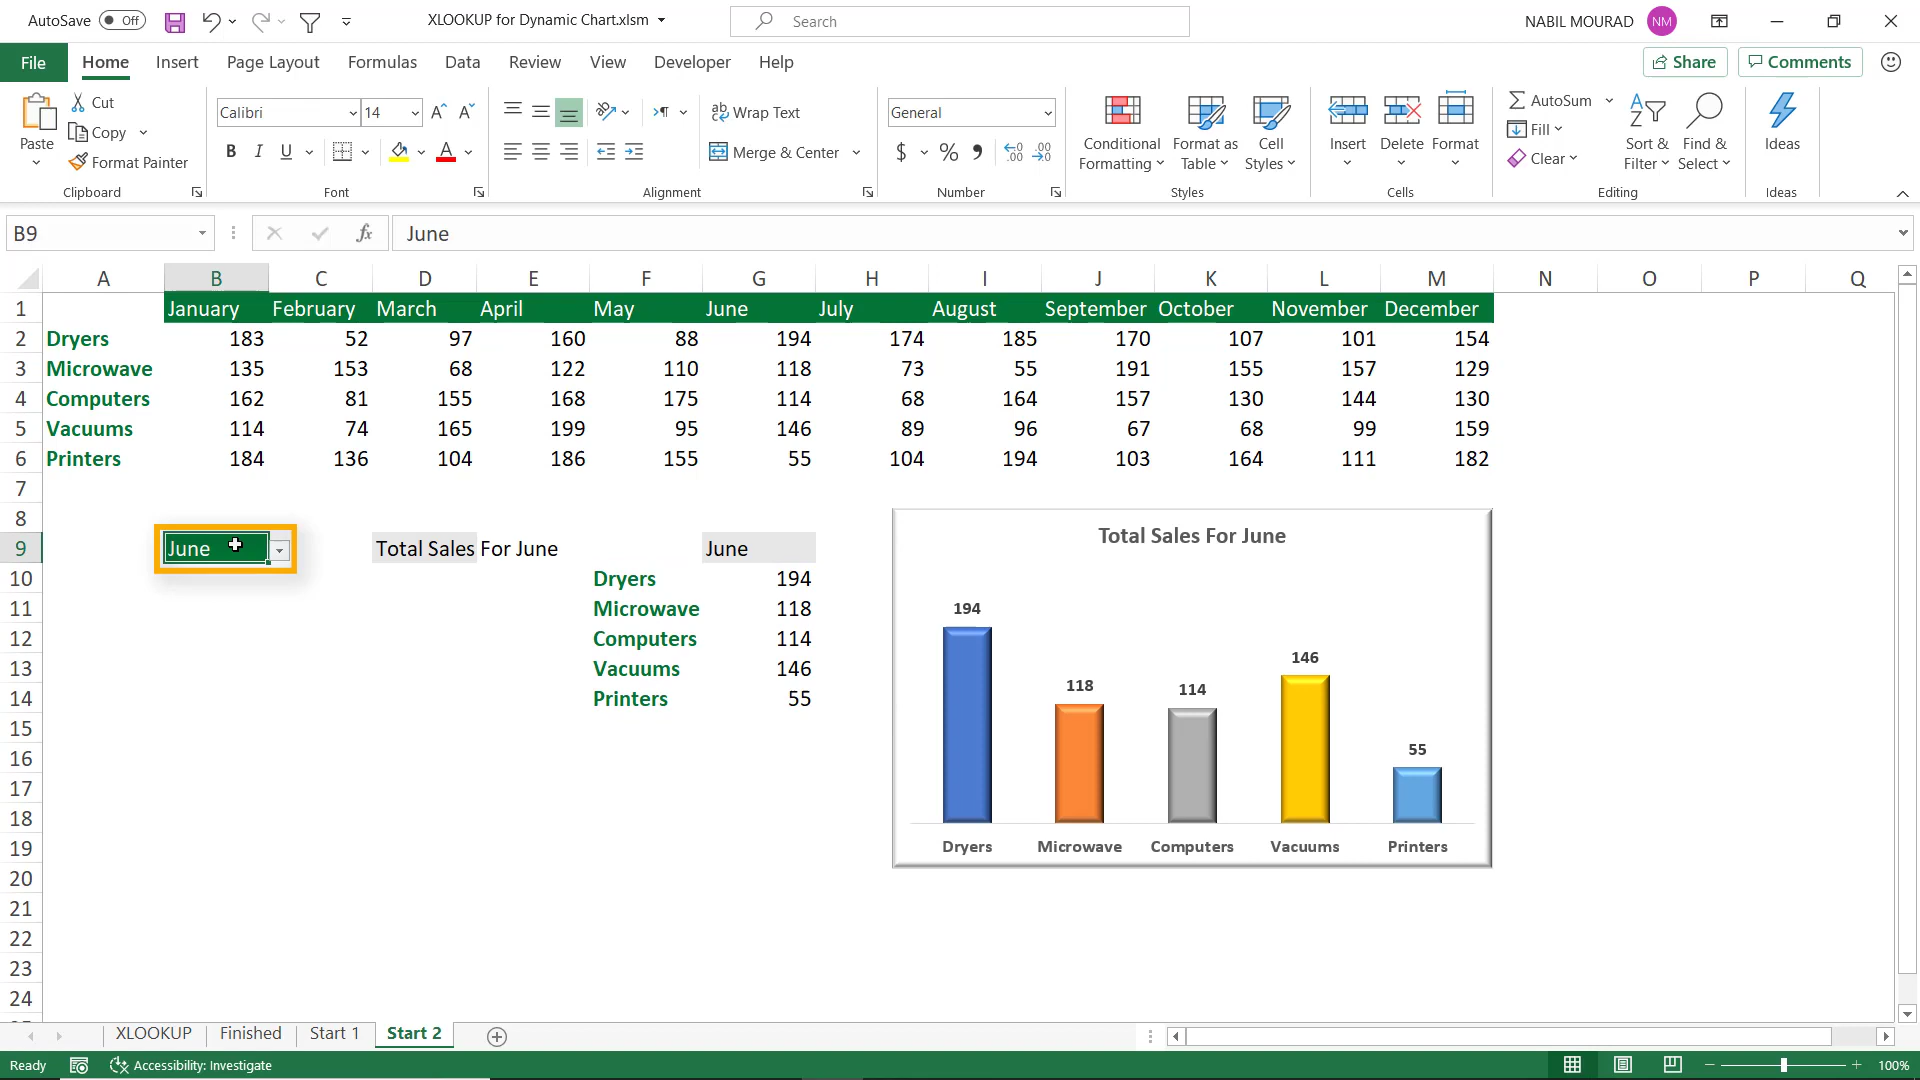 AutoSave Off XLOOKUP for Dynamic Chart.xlsm Search NABIL MOURAD NM
File Home Insert Page Layout Formulas Data Review View Developer Help Share Comments
Paste Cut Copy Format Painter
Calibri 14
B I U A
Wrap Text
Merge & Center
General
$ % , .00
Conditional Formatting
Format as Table
Cell Styles
Insert Delete Format
AutoSum
Fill
Clear
Sort & Filter
Find & Select
Ideas
Clipboard Font Alignment Number Styles Cells Editing Ideas
B9 fx June
A B C D E F G H I J K L M N O P Q
1 January February March April May June July August September October November December
2 Dryers 183 52 97 160 88 194 174 185 170 107 101 154
3 Microwave 135 153 68 122 110 118 73 55 191 155 157 129
4 Computers 162 81 155 168 175 114 68 164 157 130 144 130
5 Vacuums 114 74 165 199 95 146 89 96 67 68 99 159
6 Printers 184 136 104 186 155 55 104 194 103 164 111 182
7
8
9 June Total Sales For June June
10 Dryers 194
11 Microwave 118
12 Computers 114
13 Vacuums 146
14 Printers 55
15
16
17
18
19
20
21
22
23
24
Total Sales For June
194 118 114 146 55
Dryers Microwave Computers Vacuums Printers
XLOOKUP Finished Start 1 Start 2
Ready Accessibility: Investigate 100%